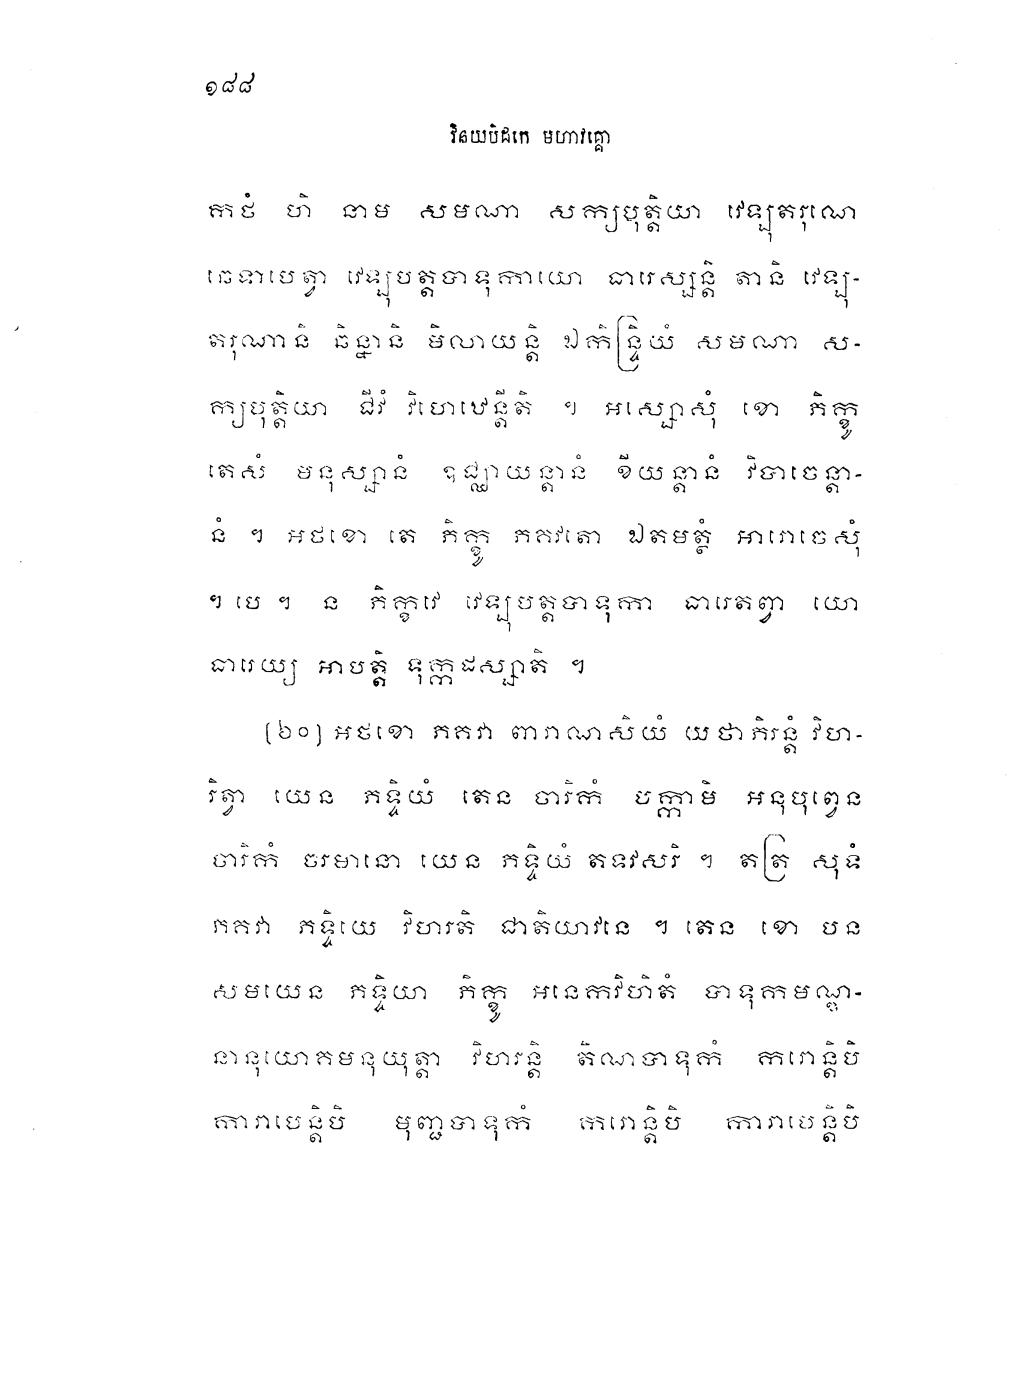 ១៨៨
វិនយបិដកេ មហាវគ្គោ
កថំ ហិ នាម សមណា សក្យបុត្តិយា វេឡុតរុណេ
ឆេទាបេត្វា វេឡុបត្តបាទុកាយោ ធារេស្សន្តិ តានិ វេឡុ-
តរុណានិ ឆិន្នានិ មិលាយន្តិ ឯកិន្ទ្រិយំ សមណា ស-
ក្យបុត្តិយា ជីវំ វិហេឋេន្តីតិ ។ អស្សោសុំ ខោ ភិក្ខូ
តេសំ មនុស្សានំ ឧជ្ឈាយន្តានំ ខីយន្តានំ វិបាចេន្តា-
នំ ។ អថខោ តេ ភិក្ខូ ភគវតោ ឯតមត្ថំ អារោចេសុំ
។ បេ ។ ន ភិក្ខវេ វេឡុបត្តបាទុកា ធារេតព្វា យោ
ធារេយ្យ អាបត្តិ ទុក្កដស្សាតិ ។
[២០] អថខោ ភគវា ពារាណសិយំ យថាភិរន្តំ វិហ-
រិត្វា យេន ភទ្ទិយំ តេន ចារិកំ បក្កាមិ អនុបុព្វេន
ចារិកំ ចរមានោ យេន ភទ្ទិយំ តទវសរិ ។ តត្រ សុទំ
ភគវា ភទ្ទិយេ វិហរតិ ជាតិយាវនេ ។ តេន ខោ បន
សមយេន ភទ្ទិយា ភិក្ខូ អនេកវិហិតំ បាទុកមណ្ឌ-
នានុយោគមនុយុត្តា វិហរន្តិ តិណបាទុកំ ករោន្តិបិ
ការាបេន្តិបិ មុញ្ជបាទុកំ ករោន្តិបិ ការាបេន្តិបិ